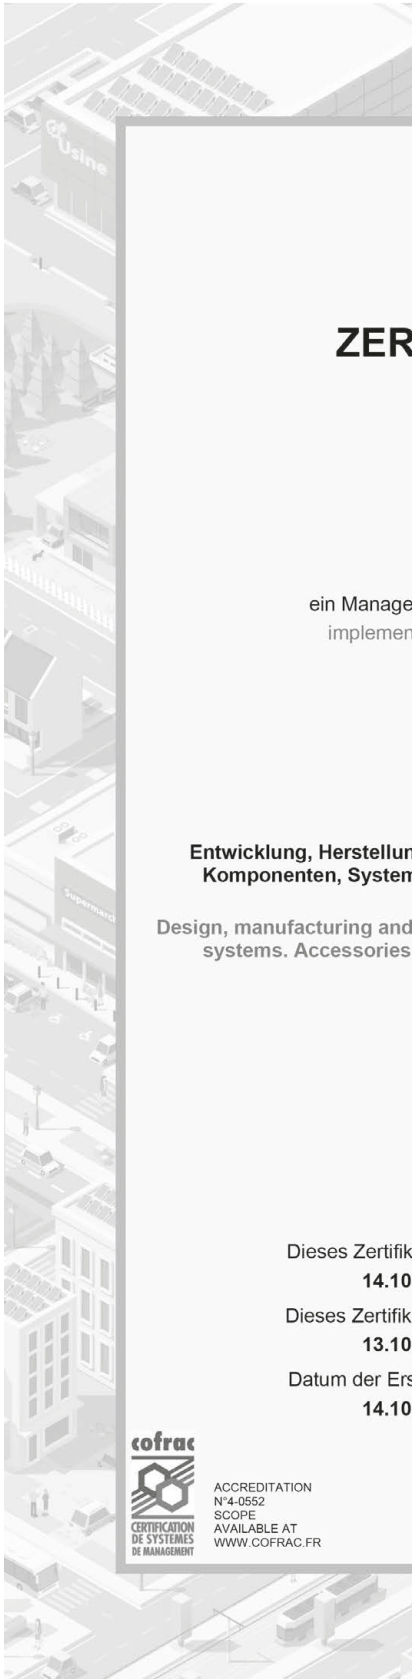 Usine
ZER
ein Manage
implemen
Entwicklung, Herstellun
Komponenten, System
Supermarc
Design, manufacturing and
systems. Accessories
Dieses Zertifik
14.10
Dieses Zertifik
13.10
Datum der Ers
14.10
cofrac
CERTIFICATION
DE SYSTEMES
DE MANAGEMENT
ACCREDITATION
N°4-0552
SCOPE
AVAILABLE AT
WWW.COFRAC.FR